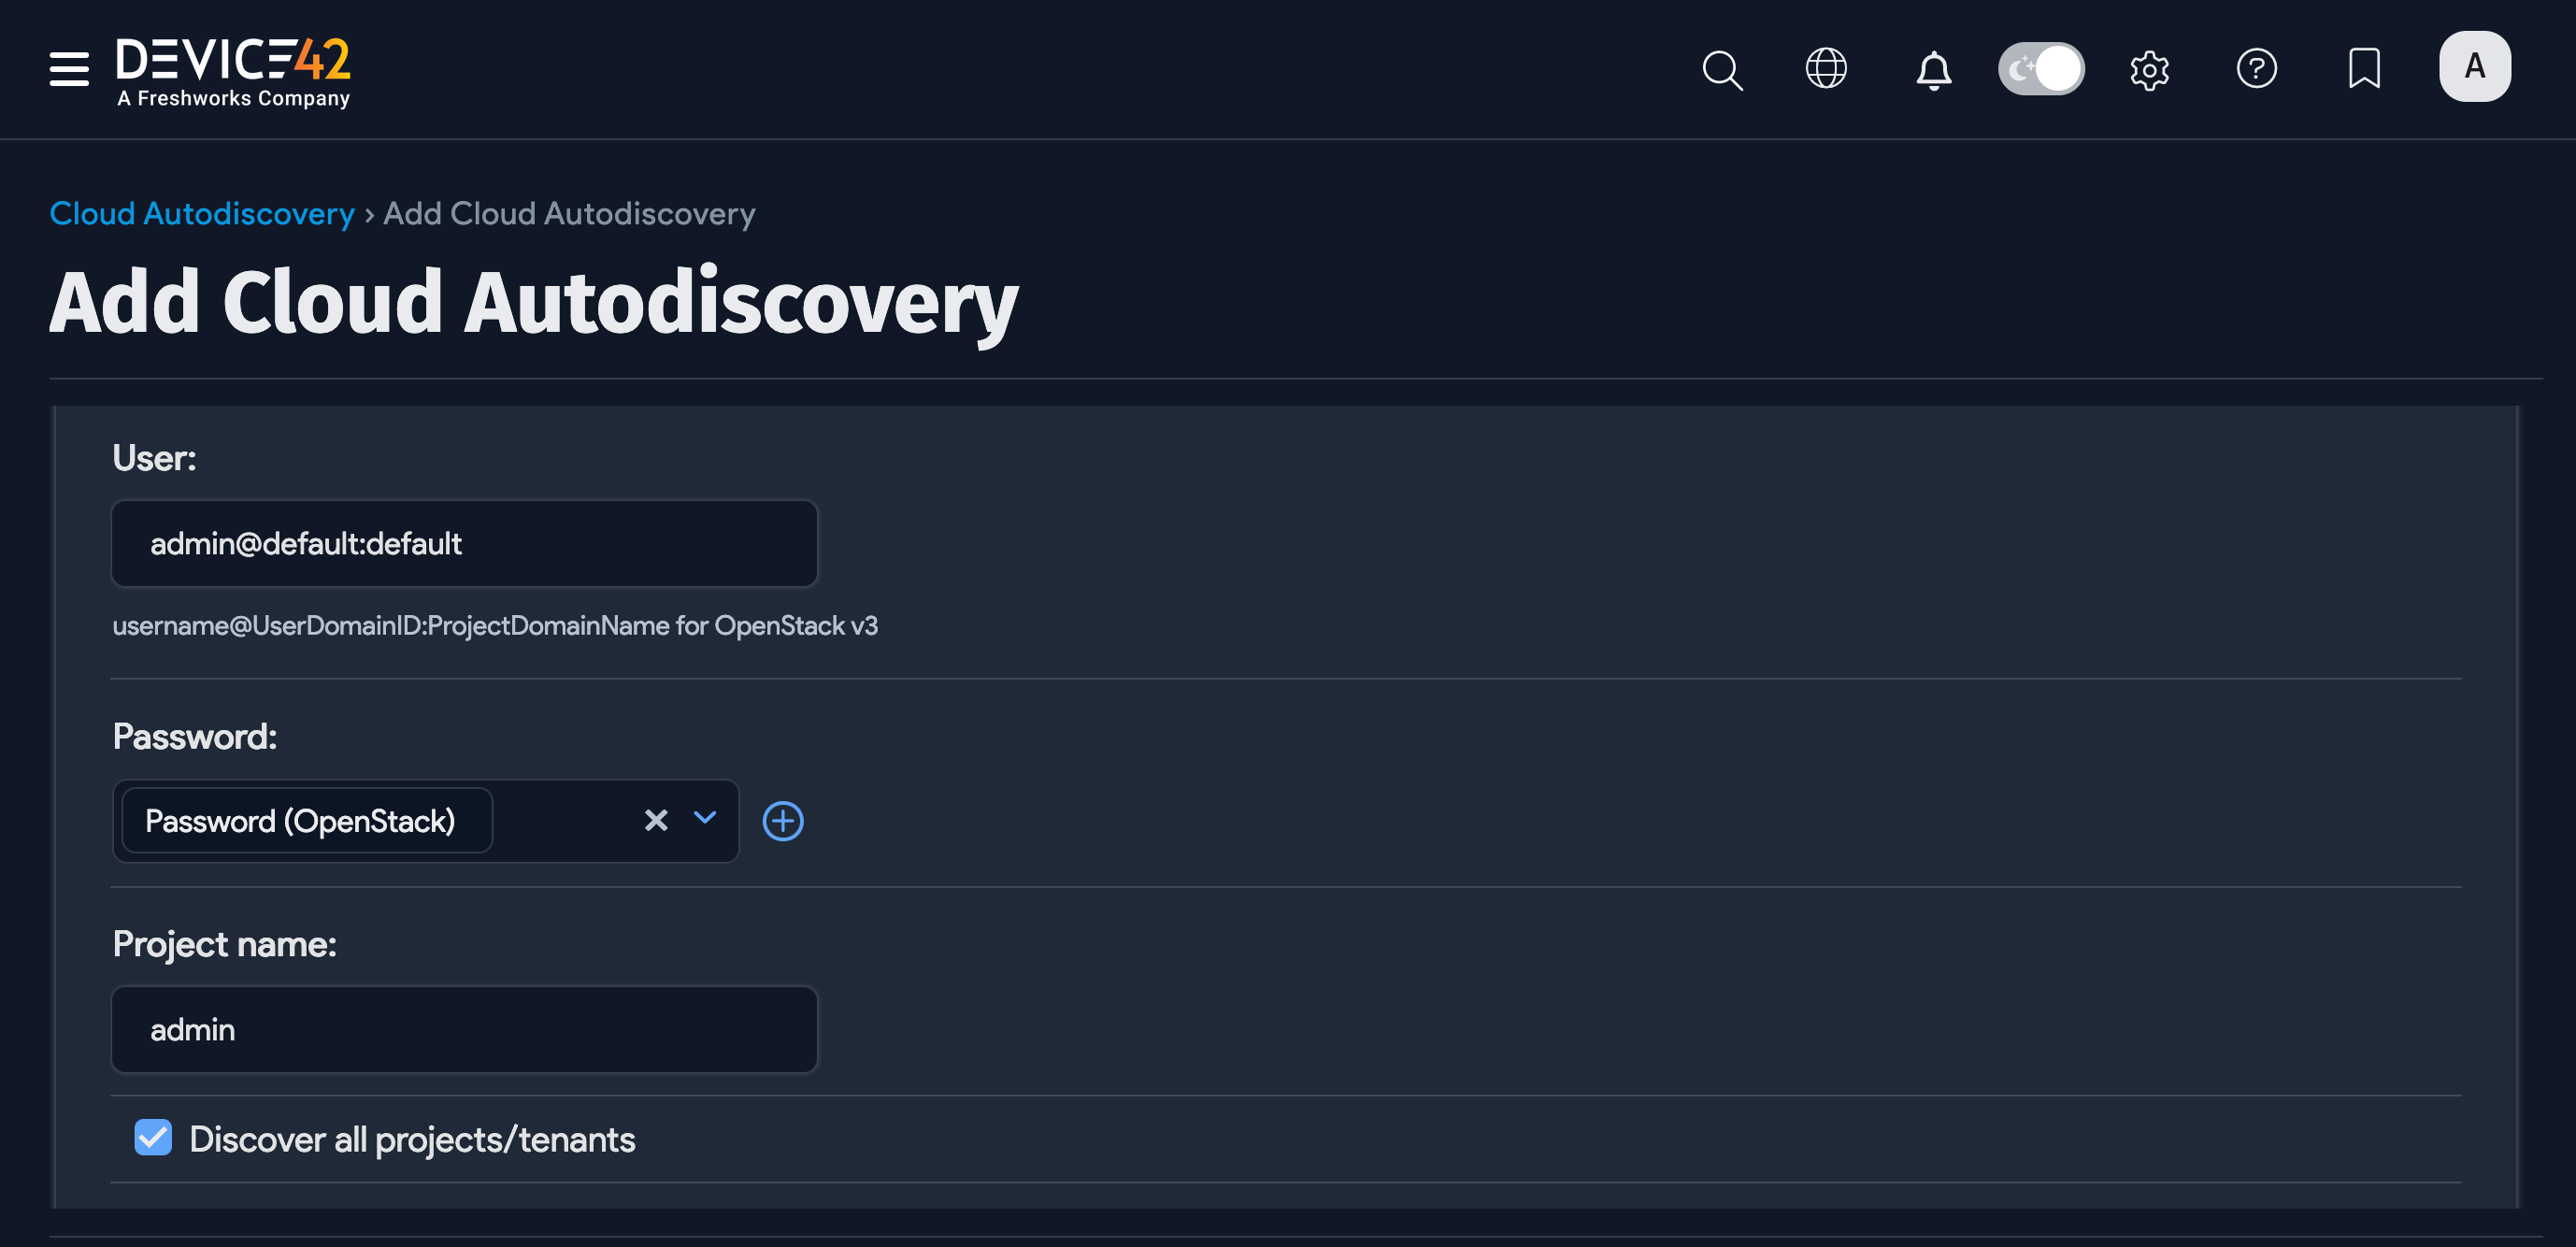 DEVICE42
A Freshworks Company
A
Cloud Autodiscovery › Add Cloud Autodiscovery
Add Cloud Autodiscovery
User:
admin@default:default
username@UserDomainID:ProjectDomainName for OpenStack v3
Password:
Password (OpenStack)
Project name:
admin
Discover all projects/tenants